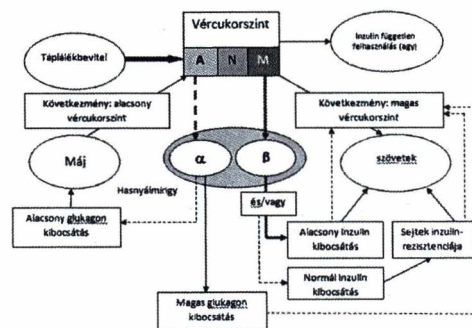 Vércukorszint
Táplálékbevitel
A N M
Inzulin független
felhasználás (agy)
Következmény: alacsony
vércukorszint
Következmény: magas
vércukorszint
Máj
α β
szövetek
Hasnyálmirigy
és/vagy
Alacsony glukagon
kibocsátás
Alacsony inzulin
kibocsátás
Sejtek inzulin-
rezisztenciája
Normál inzulin
kibocsátás
Magas glukagon
kibocsátás